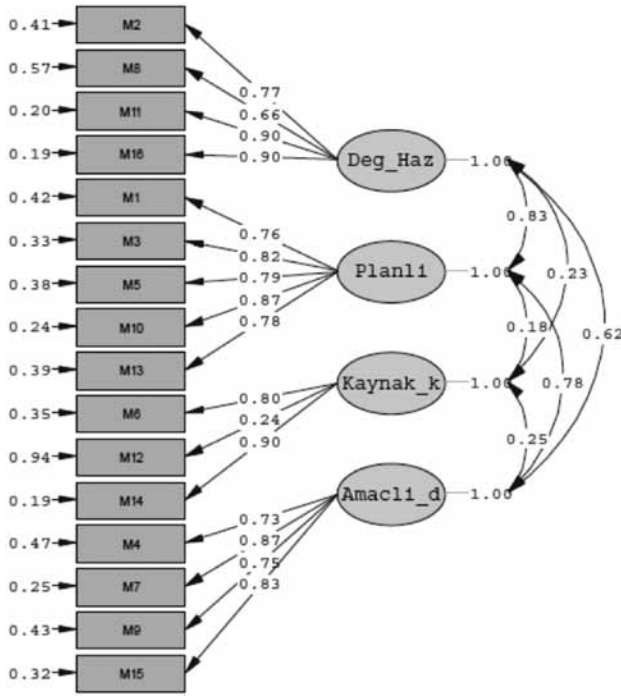 0.41 M2
0.57 M8
0.20 M11
0.19 M16
0.42 M1
0.33 M3
0.38 M5
0.24 M10
0.39 M13
0.35 M6
0.94 M12
0.19 M14
0.47 M4
0.25 M7
0.43 M9
0.32 M15
0.77
0.66
0.90
0.90
0.76
0.82
0.79
0.87
0.78
0.80
0.24
0.90
0.73
0.87
0.75
0.83
Deg_Haz 1.00
Planli 1.00
Kaynak_k 1.00
Amacli_d 1.00
0.83
0.23
0.18
0.62
0.78
0.25